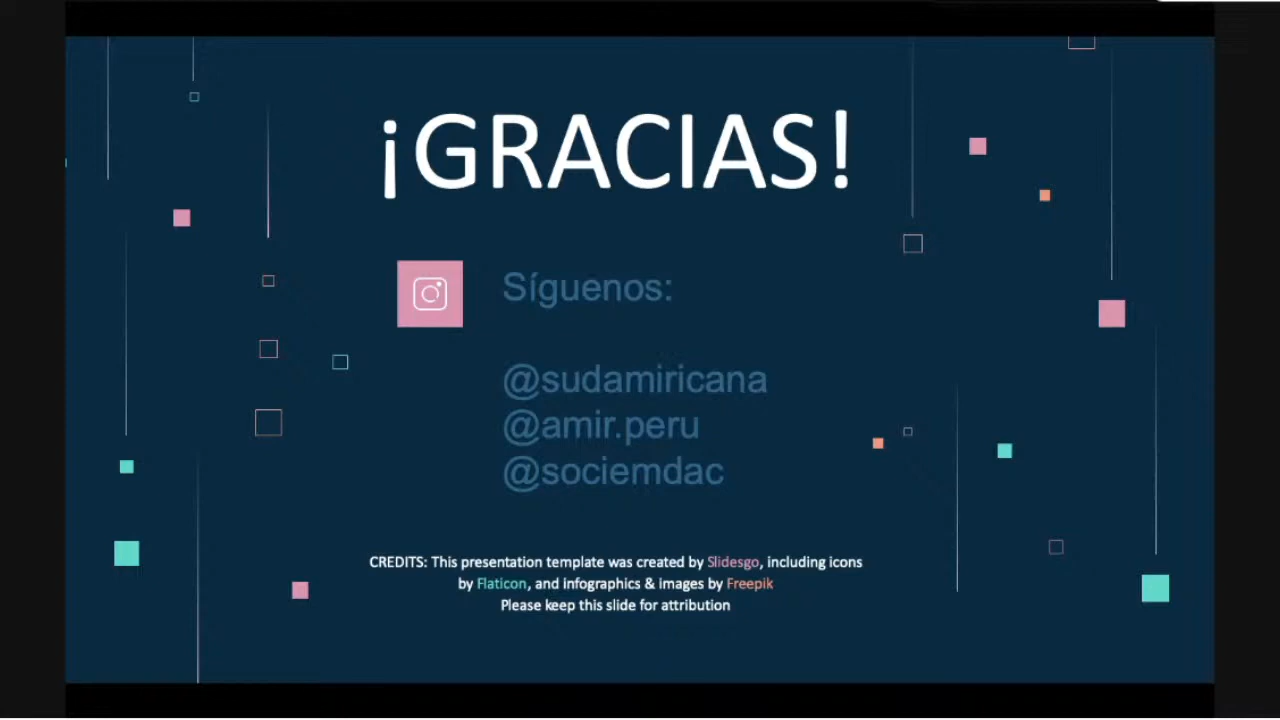 ¡GRACIAS!
Síguenos:
@sudamiricana
@amir.peru
@sociemdac
CREDITS: This presentation template was created by Slidesgo, including icons
by Flaticon, and infographics & images by Freepik
Please keep this slide for attribution